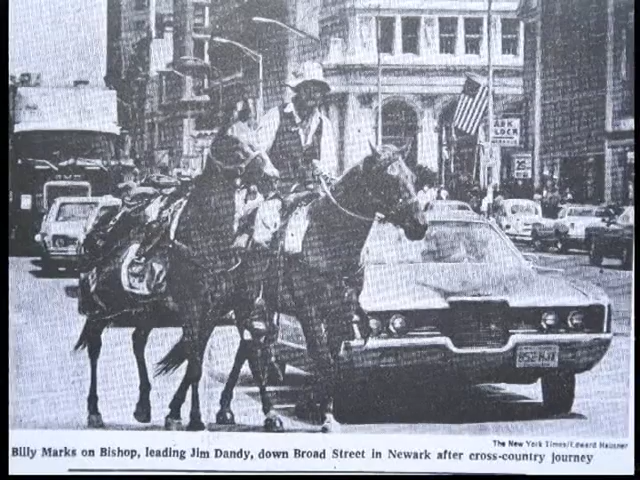 ARK
LOCK
The New York Times/Edward Hausner
Billy Marks on Bishop, leading Jim Dandy, down Broad Street in Newark after cross-country journey